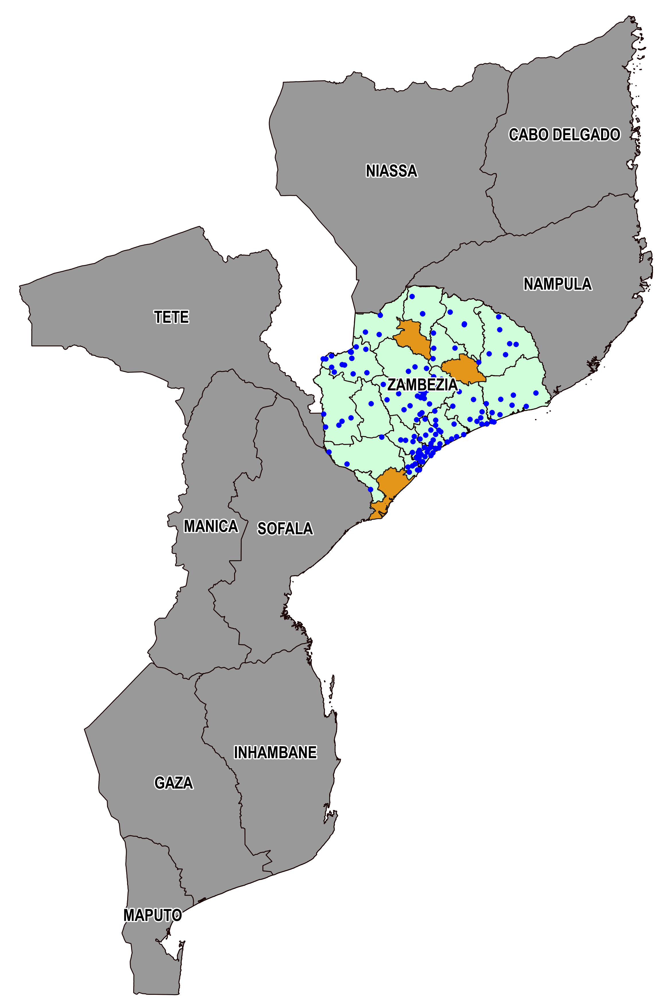 CABO DELGADO
NIASSA
NAMPULA
TETE
ZAMBEZIA
MANICA
SOFALA
INHAMBANE
GAZA
MAPUTO